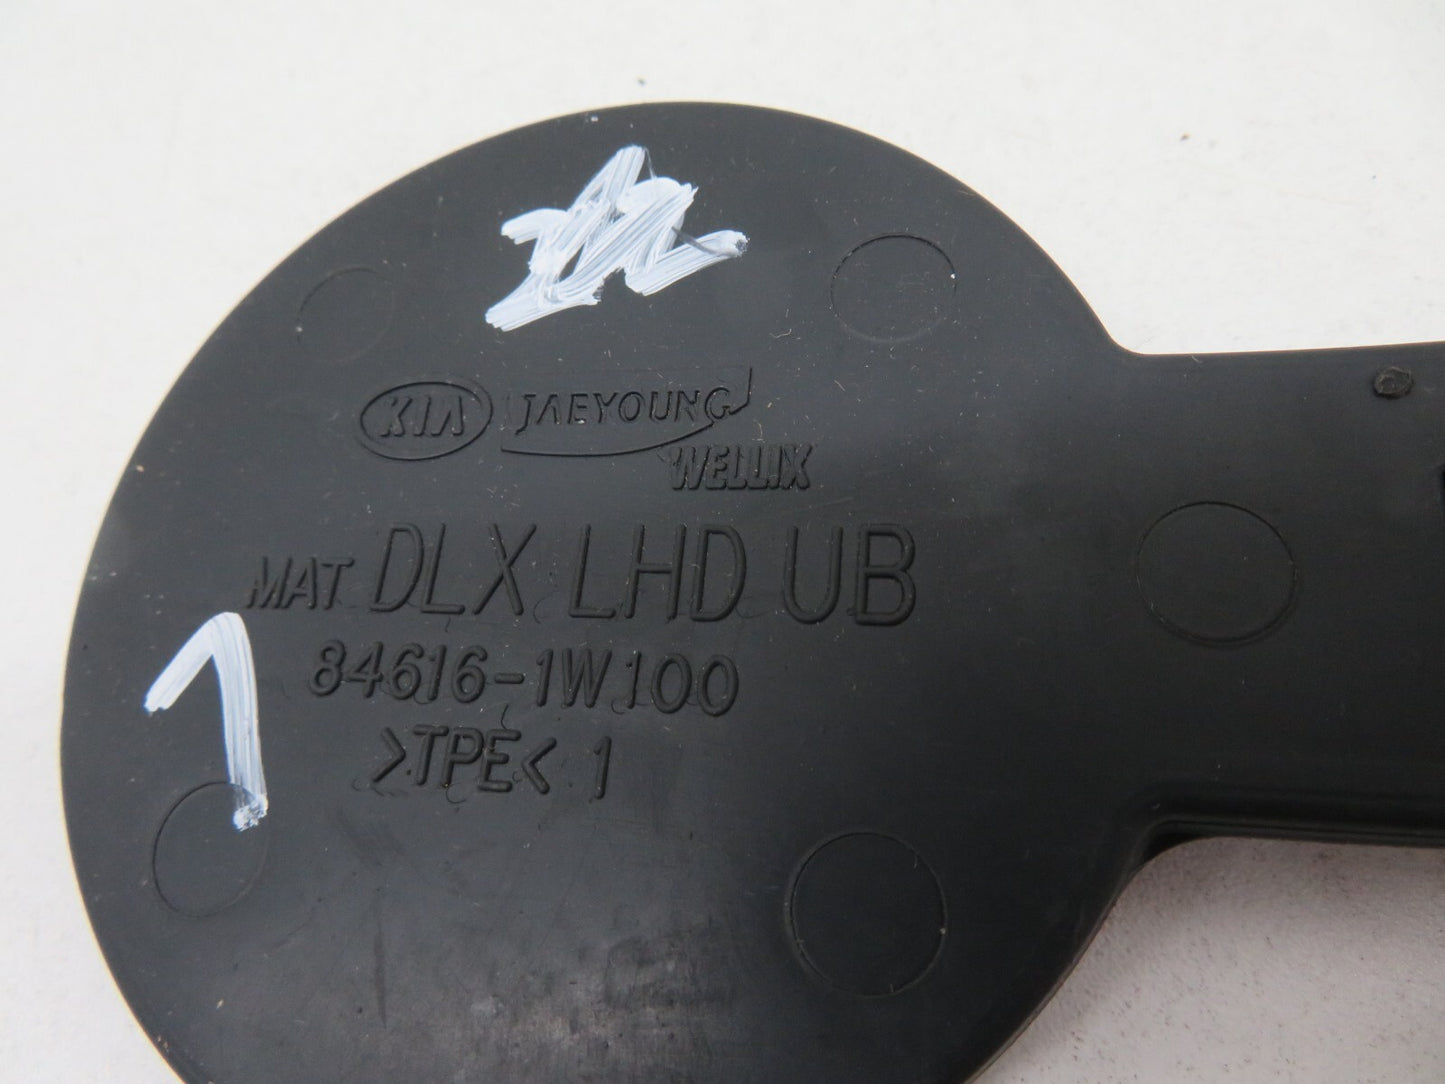 KIA JAEYOUNG
WELLIX
MAT DLX LHD UB
84616-1W100
>TPE< 1